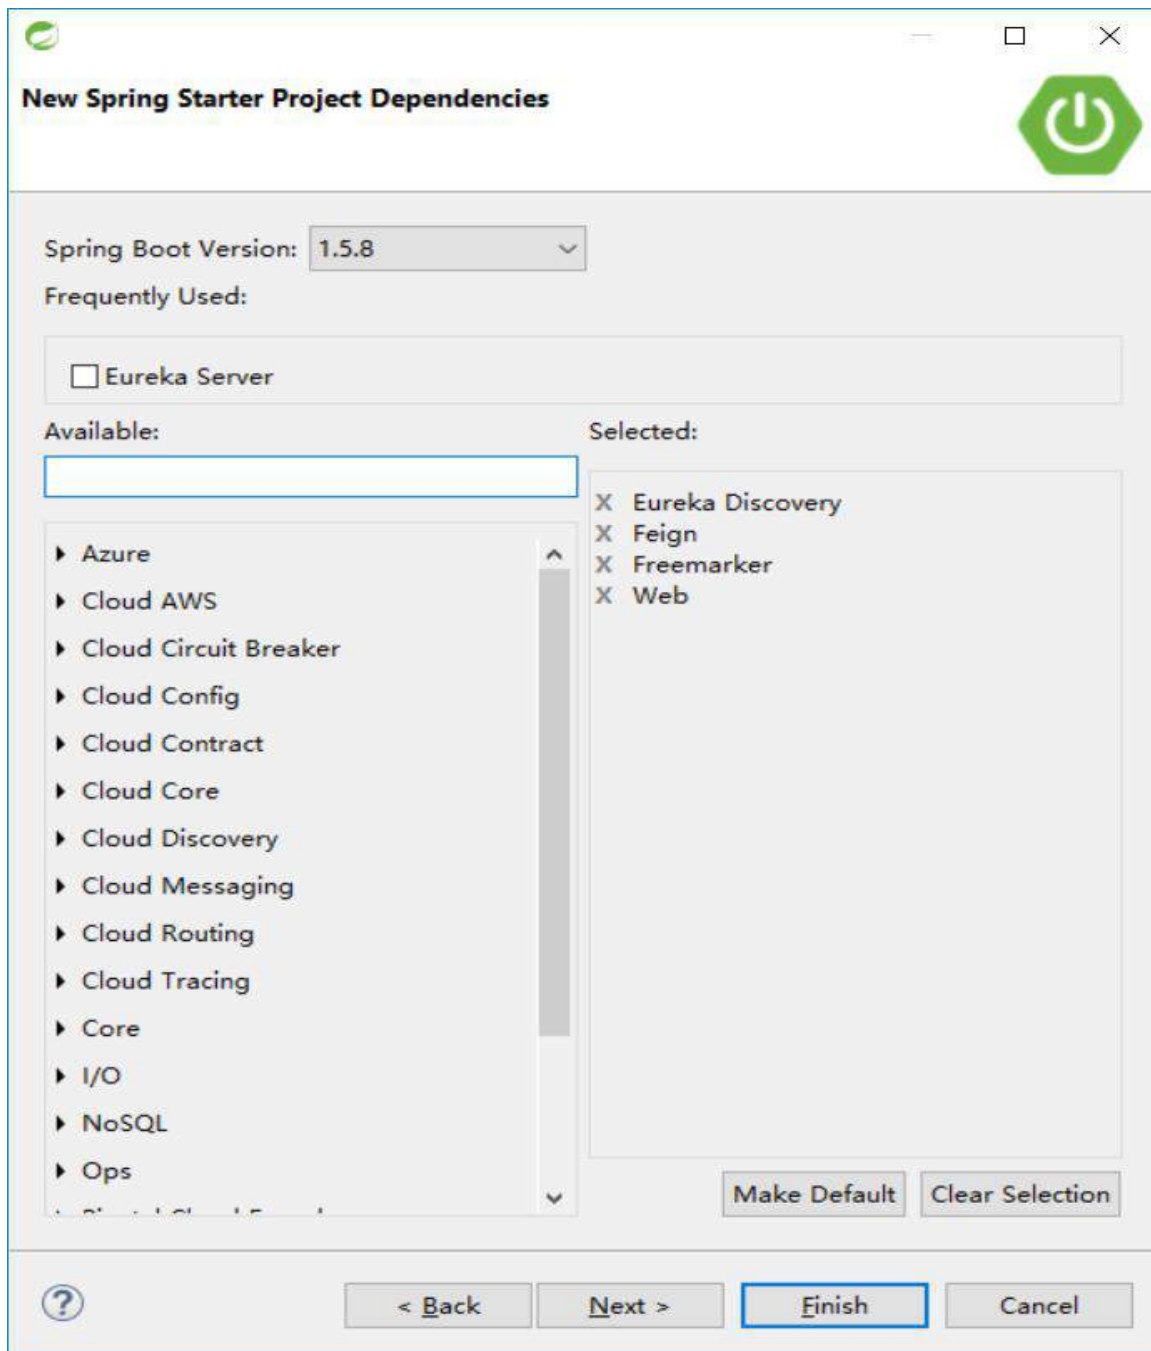 New Spring Starter Project Dependencies
Spring Boot Version: 1.5.8
Frequently Used:
Eureka Server
Available:
Selected:
X Eureka Discovery
X Feign
X Freemarker
X Web
Azure
Cloud AWS
Cloud Circuit Breaker
Cloud Config
Cloud Contract
Cloud Core
Cloud Discovery
Cloud Messaging
Cloud Routing
Cloud Tracing
Core
I/O
NoSQL
Ops
Make Default Clear Selection
? < Back Next > Finish Cancel